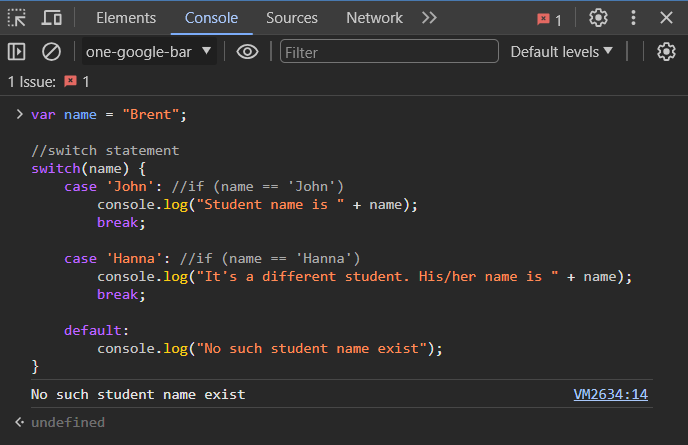 Elements Console Sources Network 1
one-google-bar Filter Default levels
1 Issue: 1
var name = "Brent";
//switch statement
switch(name) {
case 'John': //if (name == 'John')
console.log("Student name is " + name);
break;
case 'Hanna': //if (name == 'Hanna')
console.log("It's a different student. His/her name is " + name);
break;
default:
console.log("No such student name exist");
}
No such student name exist VM2634:14
undefined